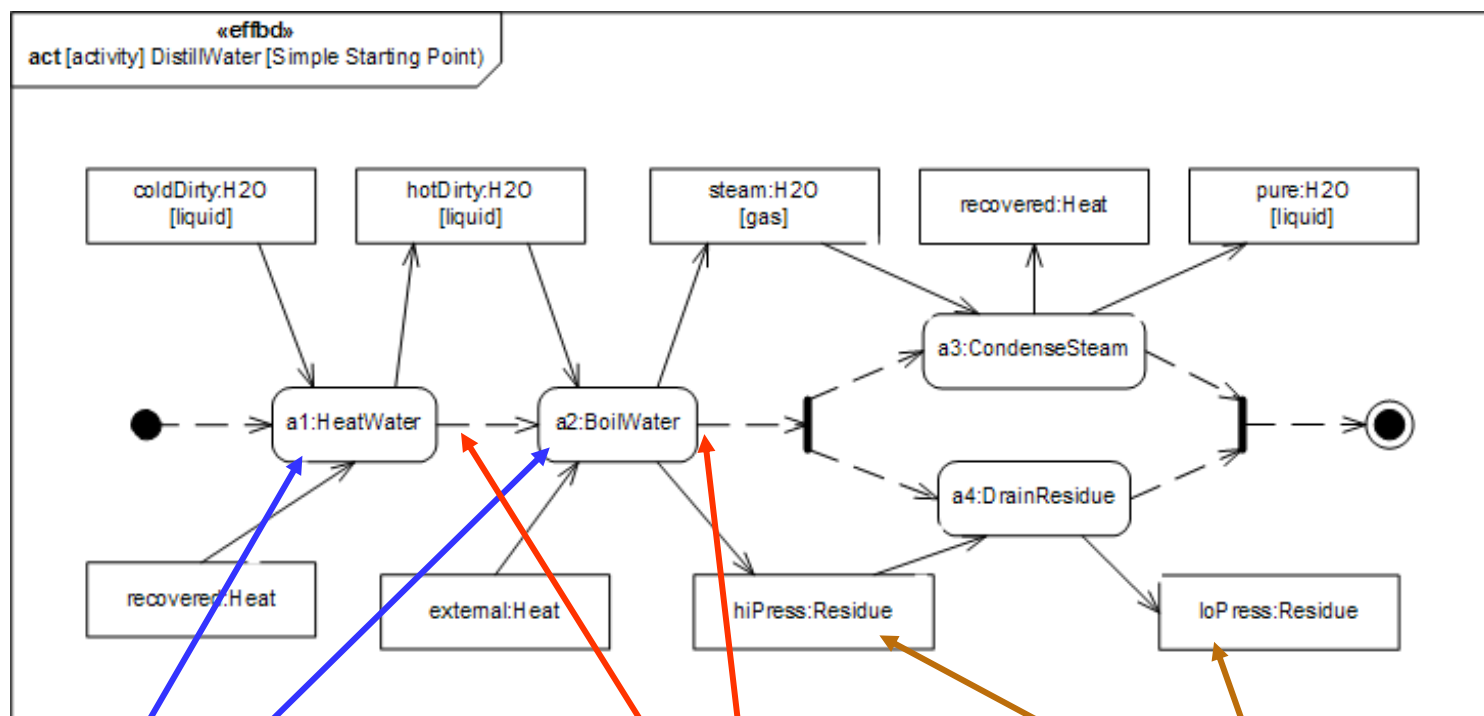 «effbd»
act [activity] DistillWater [Simple Starting Point)
coldDirty:H2O
[liquid]
hotDirty:H2O
[liquid]
steam:H2O
[gas]
recovered:Heat
pure:H2O
[liquid]
a3:CondenseSteam
a1:HeatWater
a2:BoilWater
a4:DrainResidue
recovered:Heat
external:Heat
hiPress:Residue
loPress:Residue